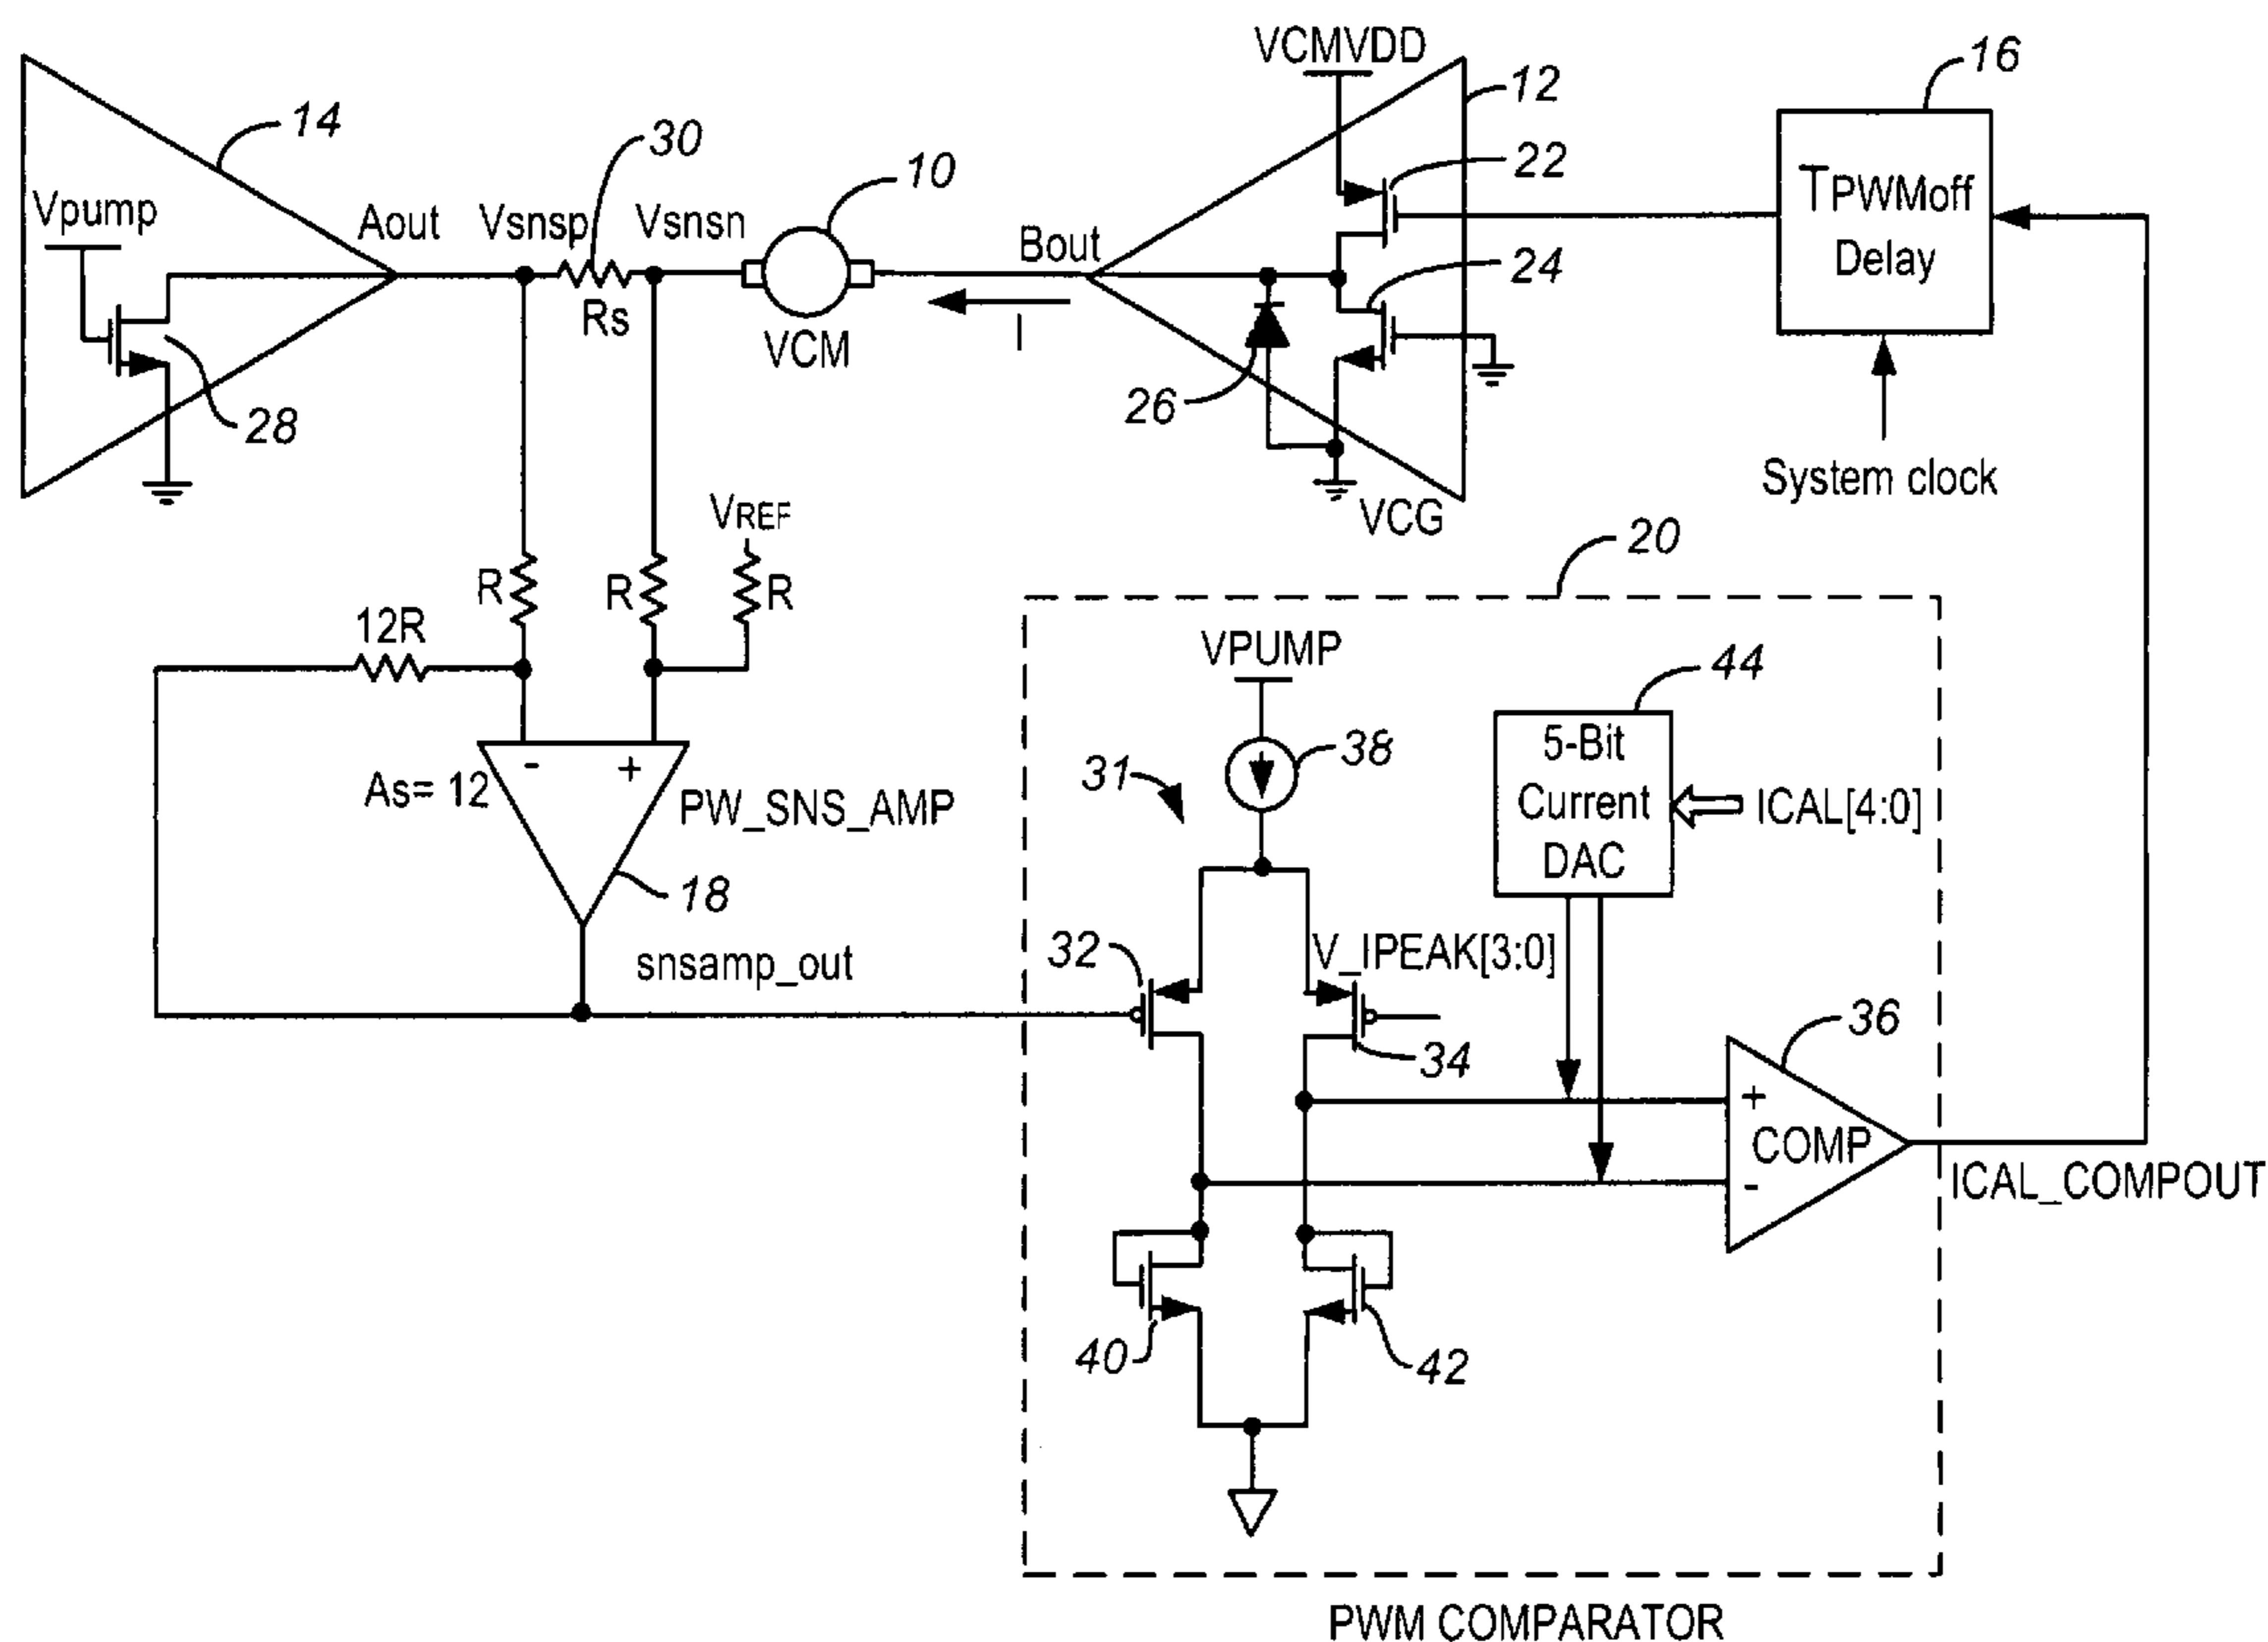 VCMVDD
12
16
14
30
10
22
TPWMoff
Delay
Vpump
Aout
Vsnsp
Vsnsn
Bout
24
Rs
VCM
I
26
28
System clock
VREF
VCG
20
R
R
R
12R
VPUMP
44
31
38
5-Bit
Current
DAC
ICAL[4:0]
As= 12
- +
PW_SNS_AMP
18
32
V_IPEAK[3:0]
snsamp_out
36
34
+
COMP
-
ICAL_COMPOUT
40
42
PWM COMPARATOR